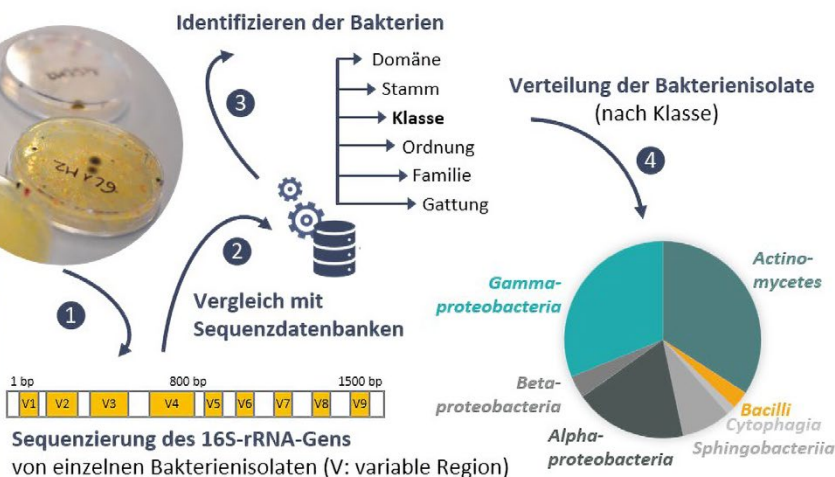 Identifizieren der Bakterien
Domäne
Stamm
Klasse
Ordnung
Familie
Gattung
3
Verteilung der Bakterienisolate
(nach Klasse)
4
2
Vergleich mit
Sequenzdatenbanken
1
1 bp
800 bp
1500 bp
V1
V2
V3
V4
V5
V6
V7
V8
V9
Sequenzierung des 16S-rRNA-Gens
von einzelnen Bakterienisolaten (V: variable Region)
Actino-
mycetes
Gamma-
proteobacteria
Beta-
proteobacteria
Alpha-
proteobacteria
Bacilli
Cytophagia
Sphingobacteriia